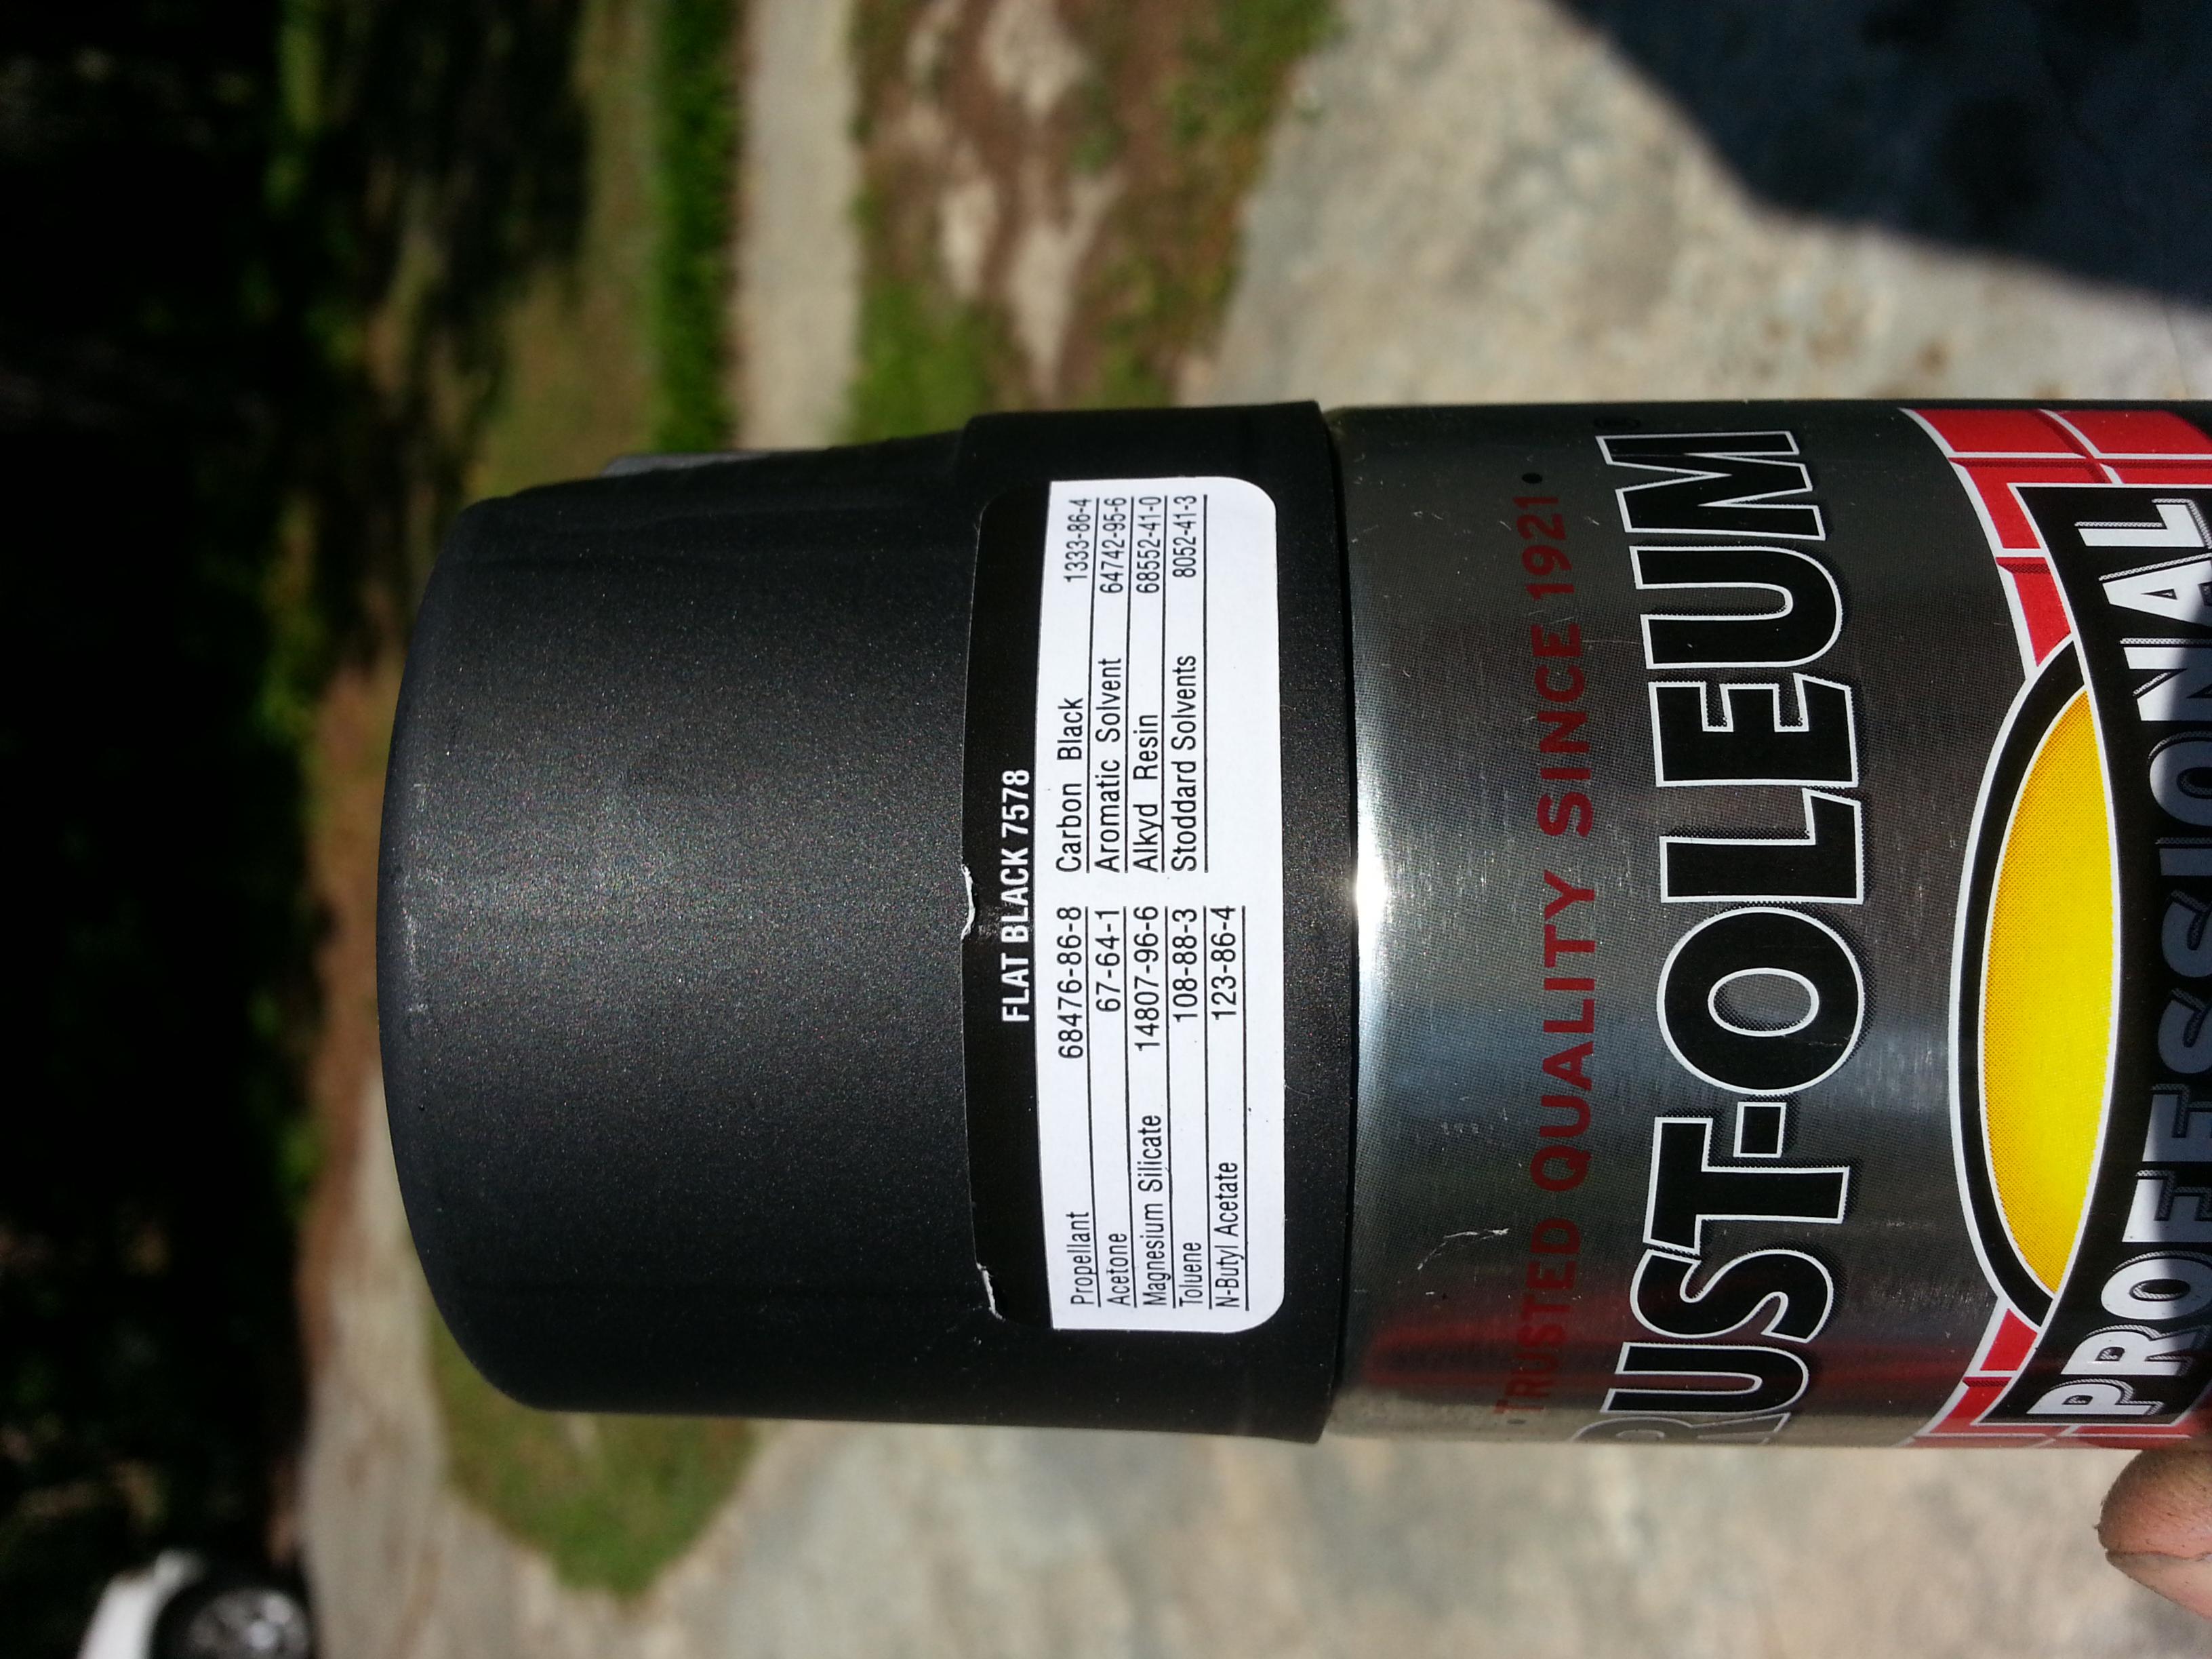 FLAT BLACK 7578
Propellant 68476-86-8 Carbon Black 1333-86-4
Acetone 67-64-1 Aromatic Solvent 64742-95-6
Magnesium Silicate 14807-96-6 Alkyd Resin 68552-41-0
Toluene 108-88-3 Stoddard Solvents 8052-41-3
N-Butyl Acetate 123-86-4
• TRUSTED QUALITY SINCE 1921 •
RUST-OLEUM®
PROFESSIONAL